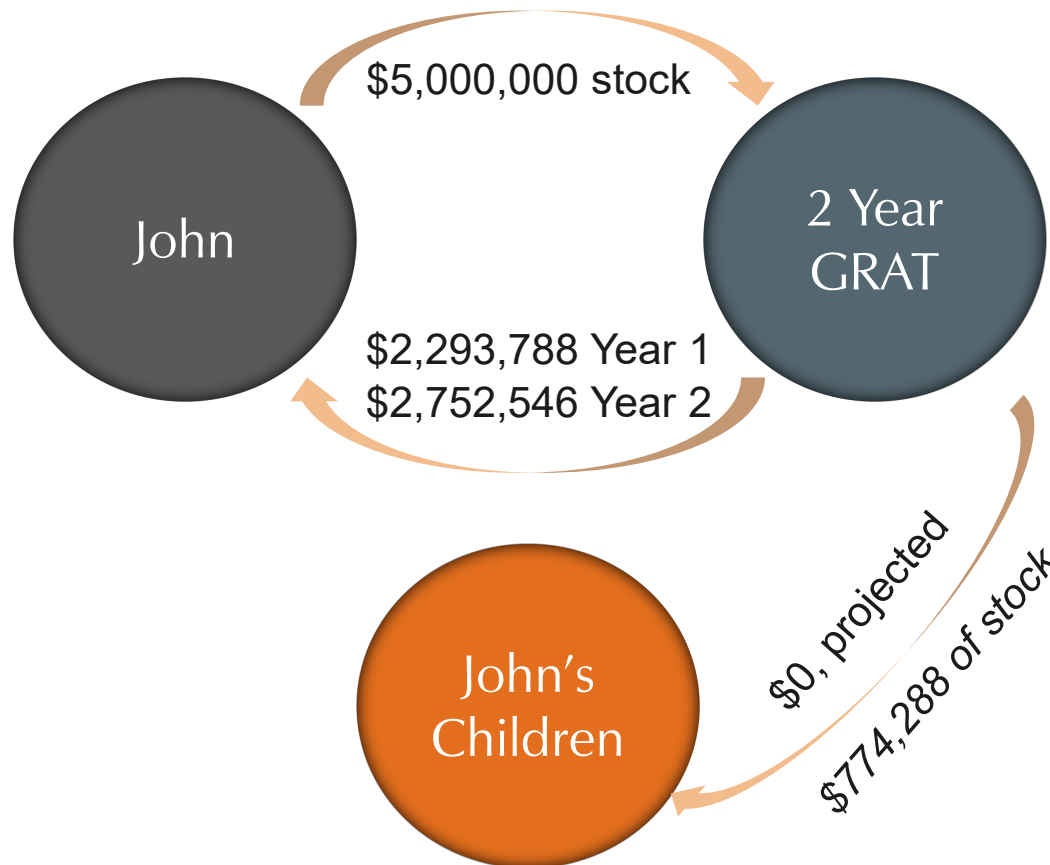 $5,000,000 stock
John
2 Year
GRAT
$2,293,788 Year 1
$2,752,546 Year 2
$0, projected
$774,288 of stock
John’s
Children